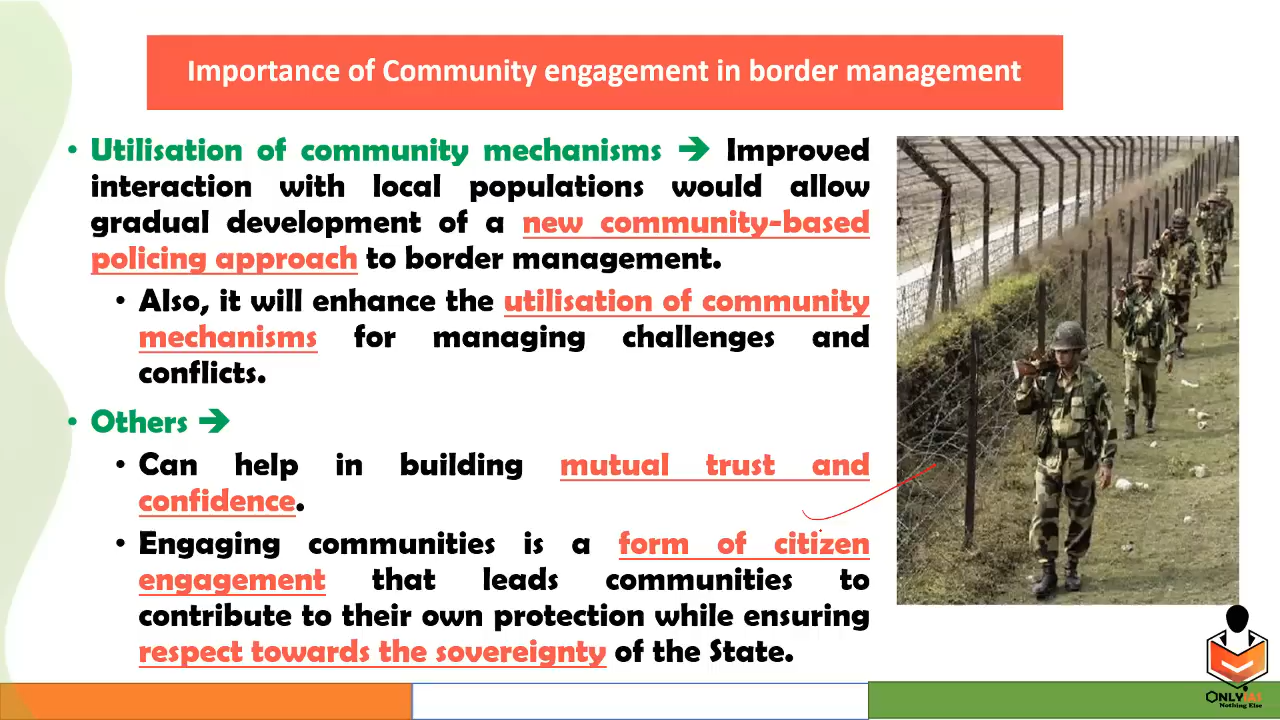 Importance of Community engagement in border management
• Utilisation of community mechanisms ➔ Improved
interaction with local populations would allow
gradual development of a new community-based
policing approach to border management.
• Also, it will enhance the utilisation of community
mechanisms for managing challenges and
conflicts.
• Others ➔
• Can help in building mutual trust and
confidence.
• Engaging communities is a form of citizen
engagement that leads communities to
contribute to their own protection while ensuring
respect towards the sovereignty of the State.
ONLYIAS
Nothing Else